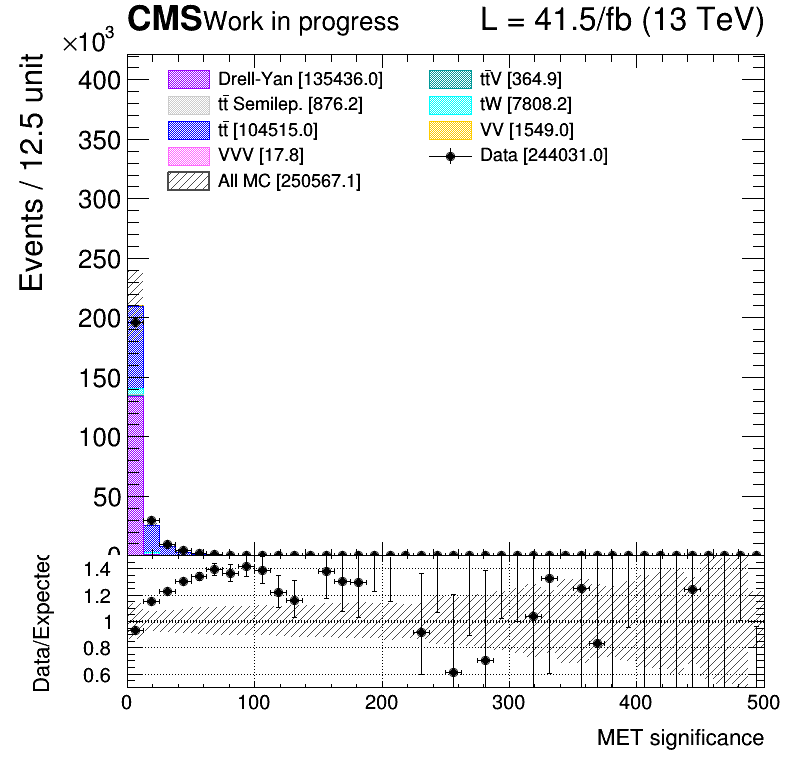 CMS Work in progress L = 41.5/fb (13 TeV)
×10³
Events / 12.5 unit
400
350
300
250
200
150
100
50
0
Drell-Yan [135436.0]
tt̄ Semilep. [876.2]
tt̄ [104515.0]
VVV [17.8]
All MC [250567.1]
tt̄V [364.9]
tW [7808.2]
VV [1549.0]
Data [244031.0]
Data/Expected
1.4
1.2
1
0.8
0.6
0 100 200 300 400 500
MET significance